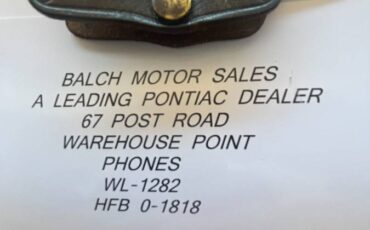 BALCH MOTOR SALES
A LEADING PONTIAC DEALER
67 POST ROAD
WAREHOUSE POINT
PHONES
WL-1282
HFB 0-1818